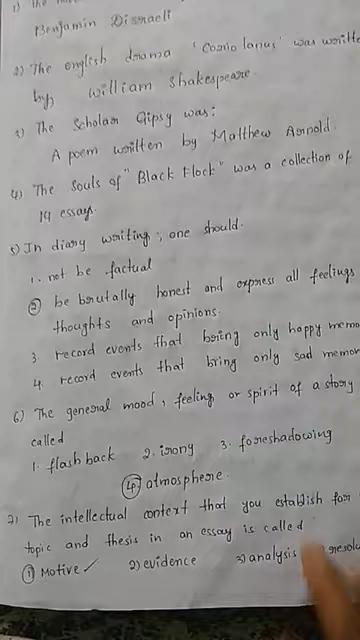 1) The
Benjamin Disraeli
2) The english drama 'Coriolanus' was written
by, William Shakespeare.
3) The Scholar Gipsy was:
A poem written by Matthew Arnold.
4) The Souls of "Black Flock" was a collection of
14 essays.
5) In diary writing, one should.
1. not be factual
2 be brutally honest and express all feelings
thoughts and opinions.
3. record events that bring only happy memo
4. record events that bring only sad memor
6) The general mood, feeling or spirit of a story
called
1. flash back 2. irony 3. foreshadowing
4. atmosphere.
7) The intellectual context that you establish for
topic and thesis in an essay is called
1 Motive ✓ 2) evidence 3) analysis resolu